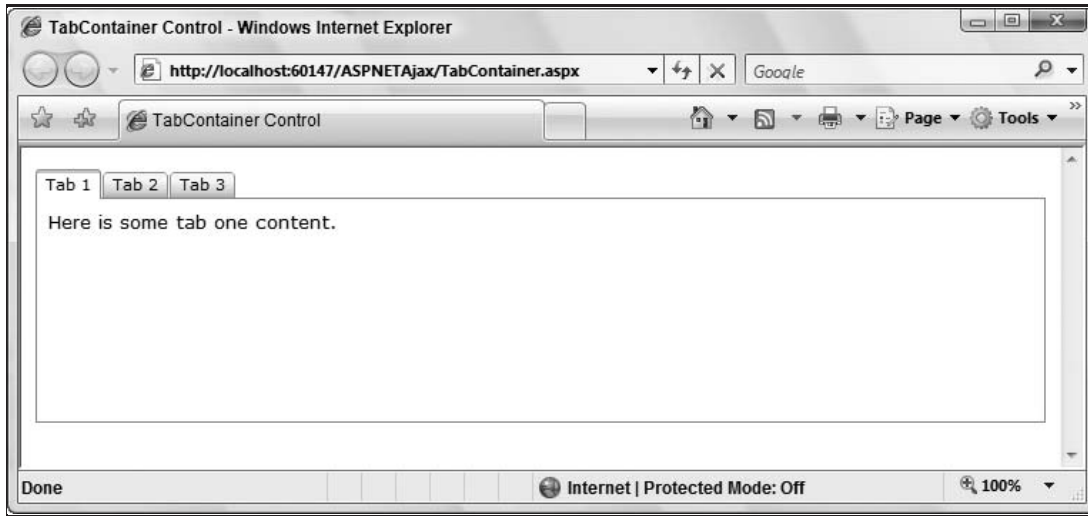 TabContainer Control - Windows Internet Explorer
http://localhost:60147/ASPNETAjax/TabContainer.aspx
Google
TabContainer Control
Page
Tools
Tab 1
Tab 2
Tab 3
Here is some tab one content.
Done
Internet | Protected Mode: Off
100%